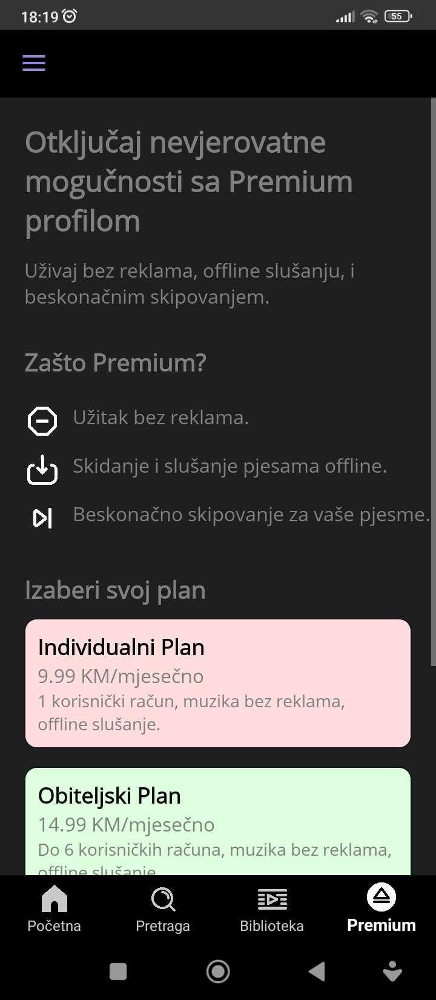 18:19
55
Otključaj nevjerovatne
mogučnosti sa Premium
profilom
Uživaj bez reklama, offline slušanju, i
beskonačnim skipovanjem.
Zašto Premium?
Užitak bez reklama.
Skidanje i slušanje pjesama offline.
Beskonačno skipovanje za vaše pjesme.
Izaberi svoj plan
Individualni Plan
9.99 KM/mjesečno
1 korisnički račun, muzika bez reklama,
offline slušanje.
Obiteljski Plan
14.99 KM/mjesečno
Do 6 korisničkih računa, muzika bez reklama,
offline slušanje
Početna
Pretraga
Biblioteka
Premium